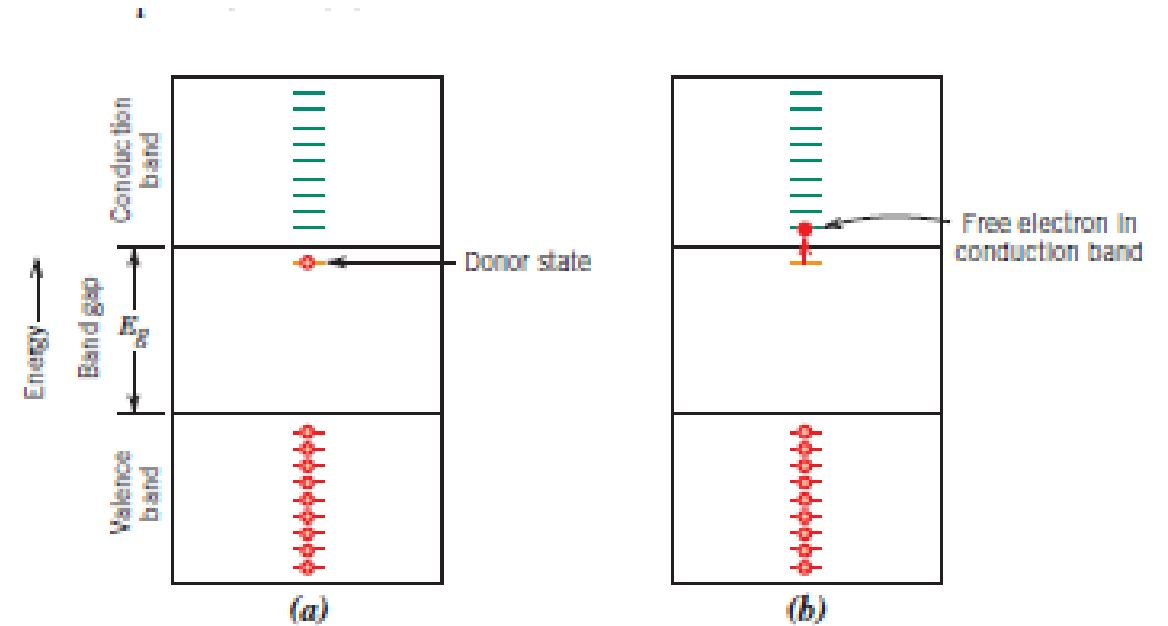 Conduction
band
Donor state
Energy
Band gap
Eg
Valence
band
(a)
Free electron in
conduction band
(b)